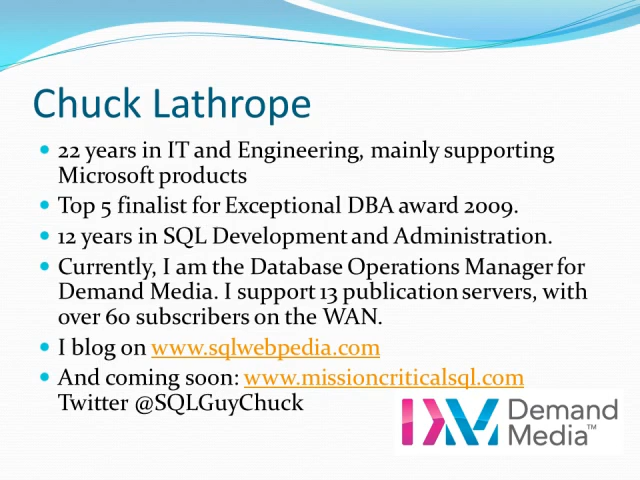 Chuck Lathrope
• 22 years in IT and Engineering, mainly supporting
Microsoft products
• Top 5 finalist for Exceptional DBA award 2009.
• 12 years in SQL Development and Administration.
• Currently, I am the Database Operations Manager for
Demand Media. I support 13 publication servers, with
over 60 subscribers on the WAN.
• I blog on www.sqlwebpedia.com
• And coming soon: www.missioncriticalsql.com
Twitter @SQLGuyChuck
DM Demand
Media™